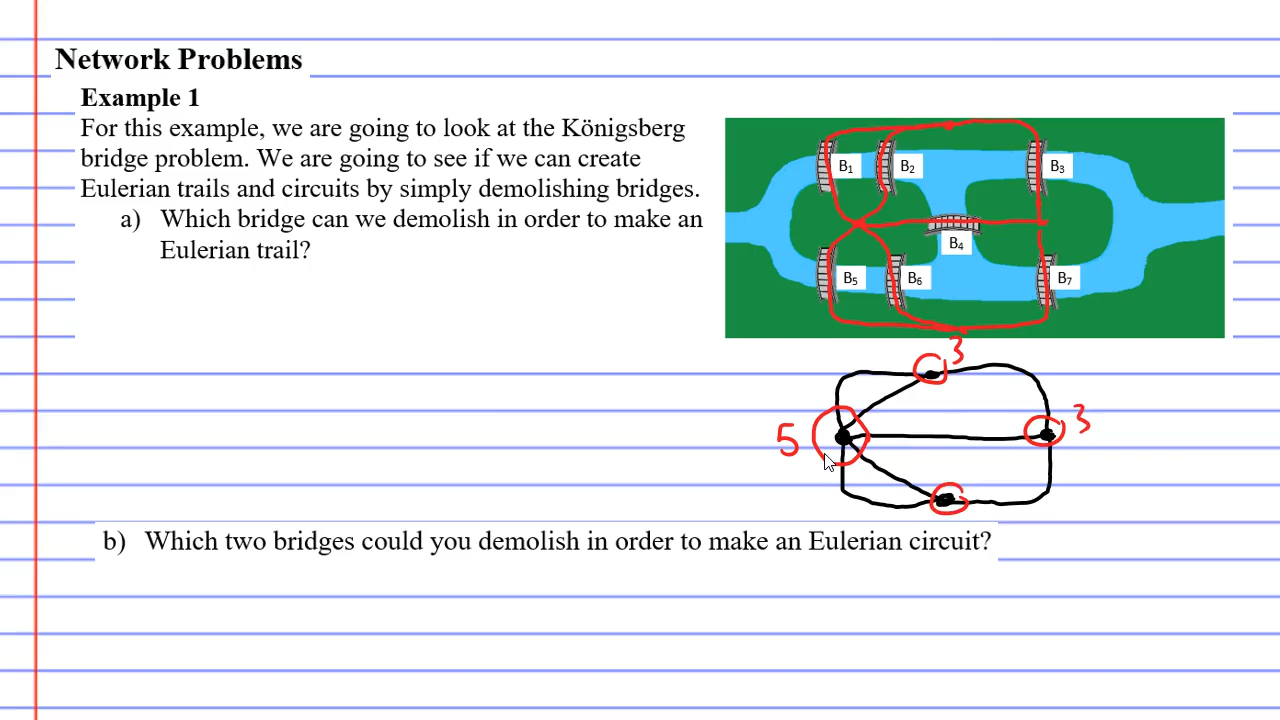 Network Problems
Example 1
For this example, we are going to look at the Königsberg
bridge problem. We are going to see if we can create
Eulerian trails and circuits by simply demolishing bridges.
a) Which bridge can we demolish in order to make an
Eulerian trail?
B₁ B₂ B₃
B₄
B₅ B₆ B₇
3
3
5
b) Which two bridges could you demolish in order to make an Eulerian circuit?